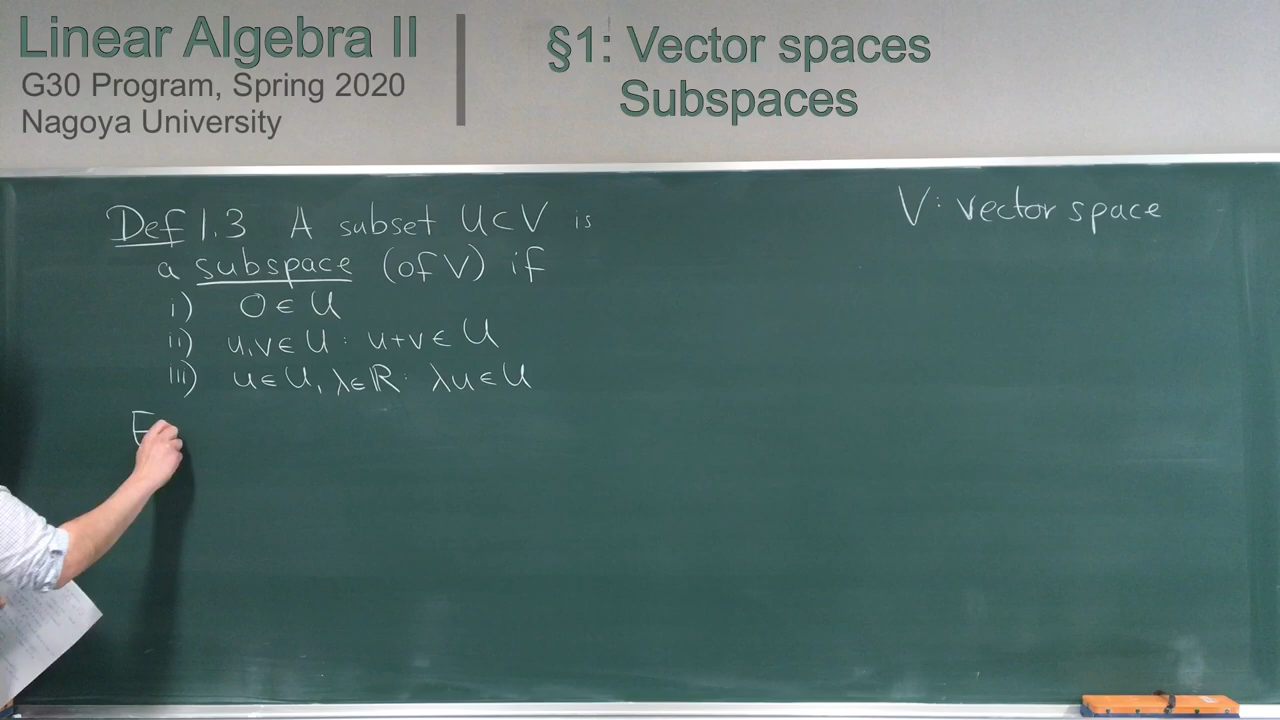 Linear Algebra II
G30 Program, Spring 2020
Nagoya University
§1: Vector spaces
Subspaces
Def 1.3 A subset U⊂V is
a subspace (of V) if
i) 0∈U
ii) u,v∈U: u+v∈U
iii) u∈U, λ∈ℝ: λu∈U
E
V: vector space